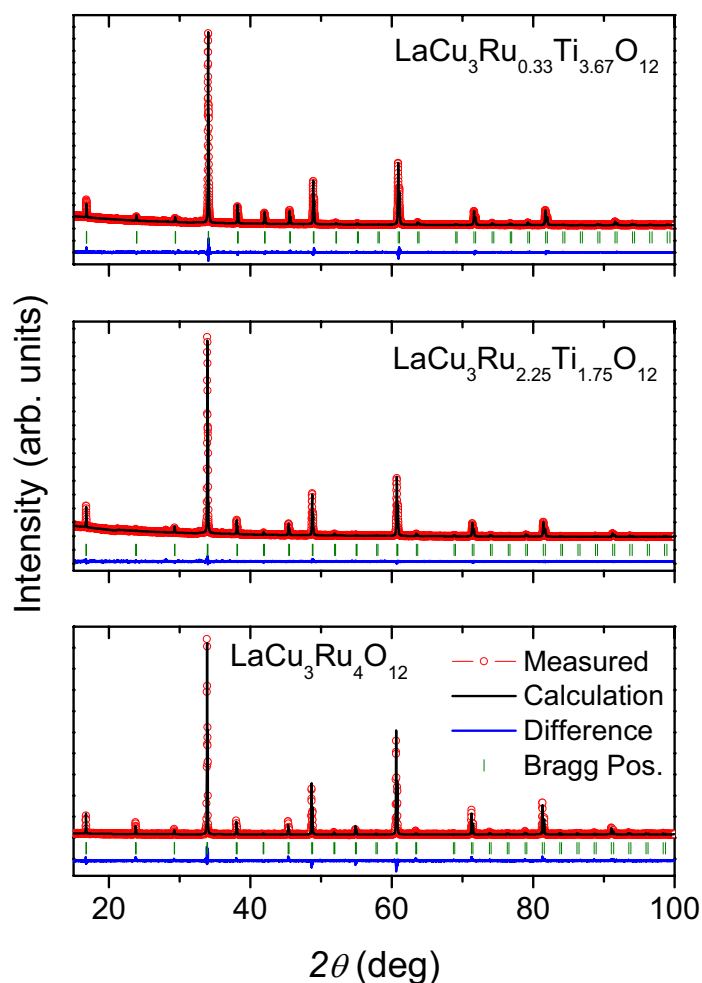 LaCu₃Ru₀.₃₃Ti₃.₆₇O₁₂
LaCu₃Ru₂.₂₅Ti₁.₇₅O₁₂
Intensity (arb. units)
LaCu₃Ru₄O₁₂
Measured
Calculation
Difference
Bragg Pos.
20 40 60 80 100
2θ (deg)